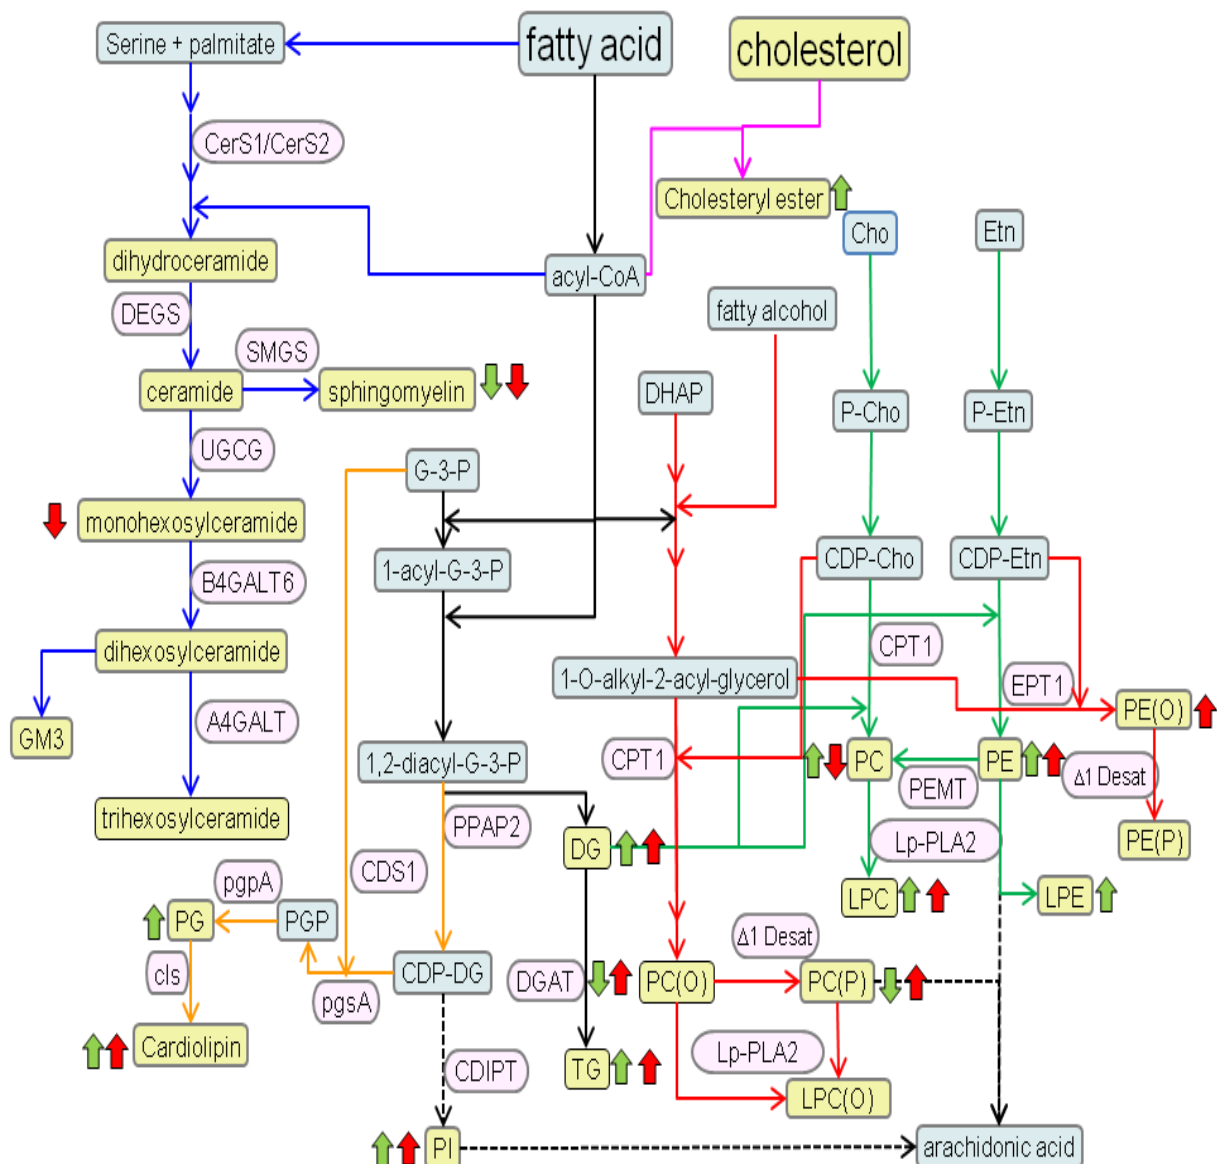 fatty acid
cholesterol
Serine + palmitate
CerS1/CerS2
Cholesteryl ester
Cho
Etn
dihydroceramide
acyl-CoA
DEGS
fatty alcohol
SMGS
ceramide
sphingomyelin
DHAP
P-Cho
P-Etn
UGCG
G-3-P
monohexosylceramide
1-acyl-G-3-P
CDP-Cho
CDP-Etn
B4GALT6
dihexosylceramide
CPT1
1-O-alkyl-2-acyl-glycerol
EPT1
GM3
A4GALT
PE(O)
1,2-diacyl-G-3-P
CPT1
PC
PE
PEMT
Δ1 Desat
trihexosylceramide
PPAP2
DG
Lp-PLA2
PE(P)
CDS1
pgpA
LPC
LPE
PG
PGP
Δ1 Desat
cls
CDP-DG
DGAT
PC(O)
PC(P)
pgsA
Cardiolipin
CDIPT
TG
Lp-PLA2
LPC(O)
PI
arachidonic acid